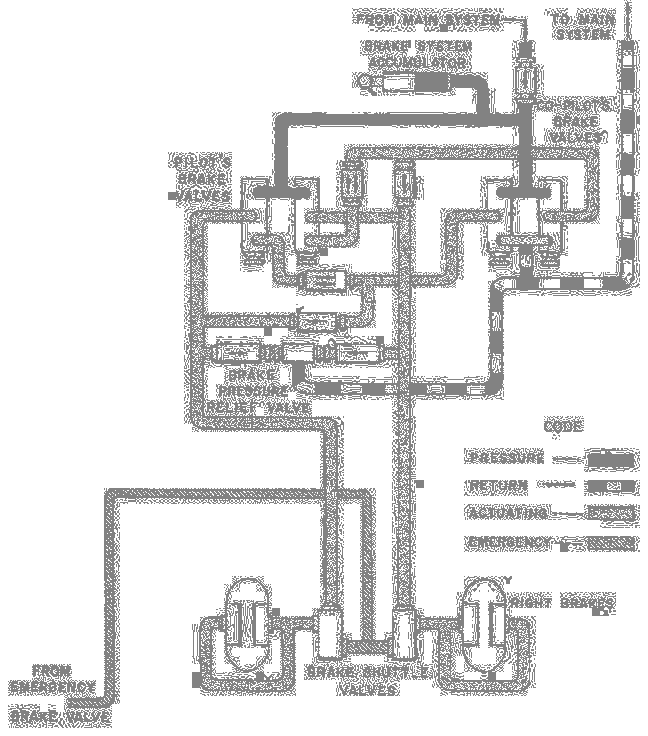 FROM MAIN SYSTEM
TO MAIN
SYSTEM
BRAKE SYSTEM
ACCUMULATOR
TO PILOT'S
BRAKE
VALVES
PILOT'S
BRAKE
VALVES
BRAKE
PRESSURE
RELIEF VALVE
CODE
PRESSURE
RETURN
ACTUATING
EMERGENCY
RIGHT BRAKES
FROM
EMERGENCY
BRAKE VALVE
BRAKE SHUTTLE
VALVES